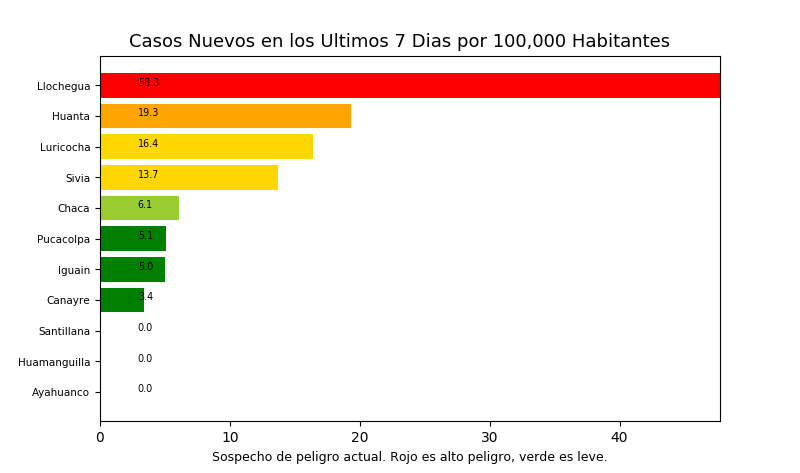 Casos Nuevos en los Ultimos 7 Dias por 100,000 Habitantes
Llochegua 58.3
Huanta 19.3
Luricocha 16.4
Sivia 13.7
Chaca 6.1
Pucacolpa 5.1
Iguain 5.0
Canayre 3.4
Santillana 0.0
Huamanguilla 0.0
Ayahuanco 0.0
0 10 20 30 40
Sospecho de peligro actual. Rojo es alto peligro, verde es leve.